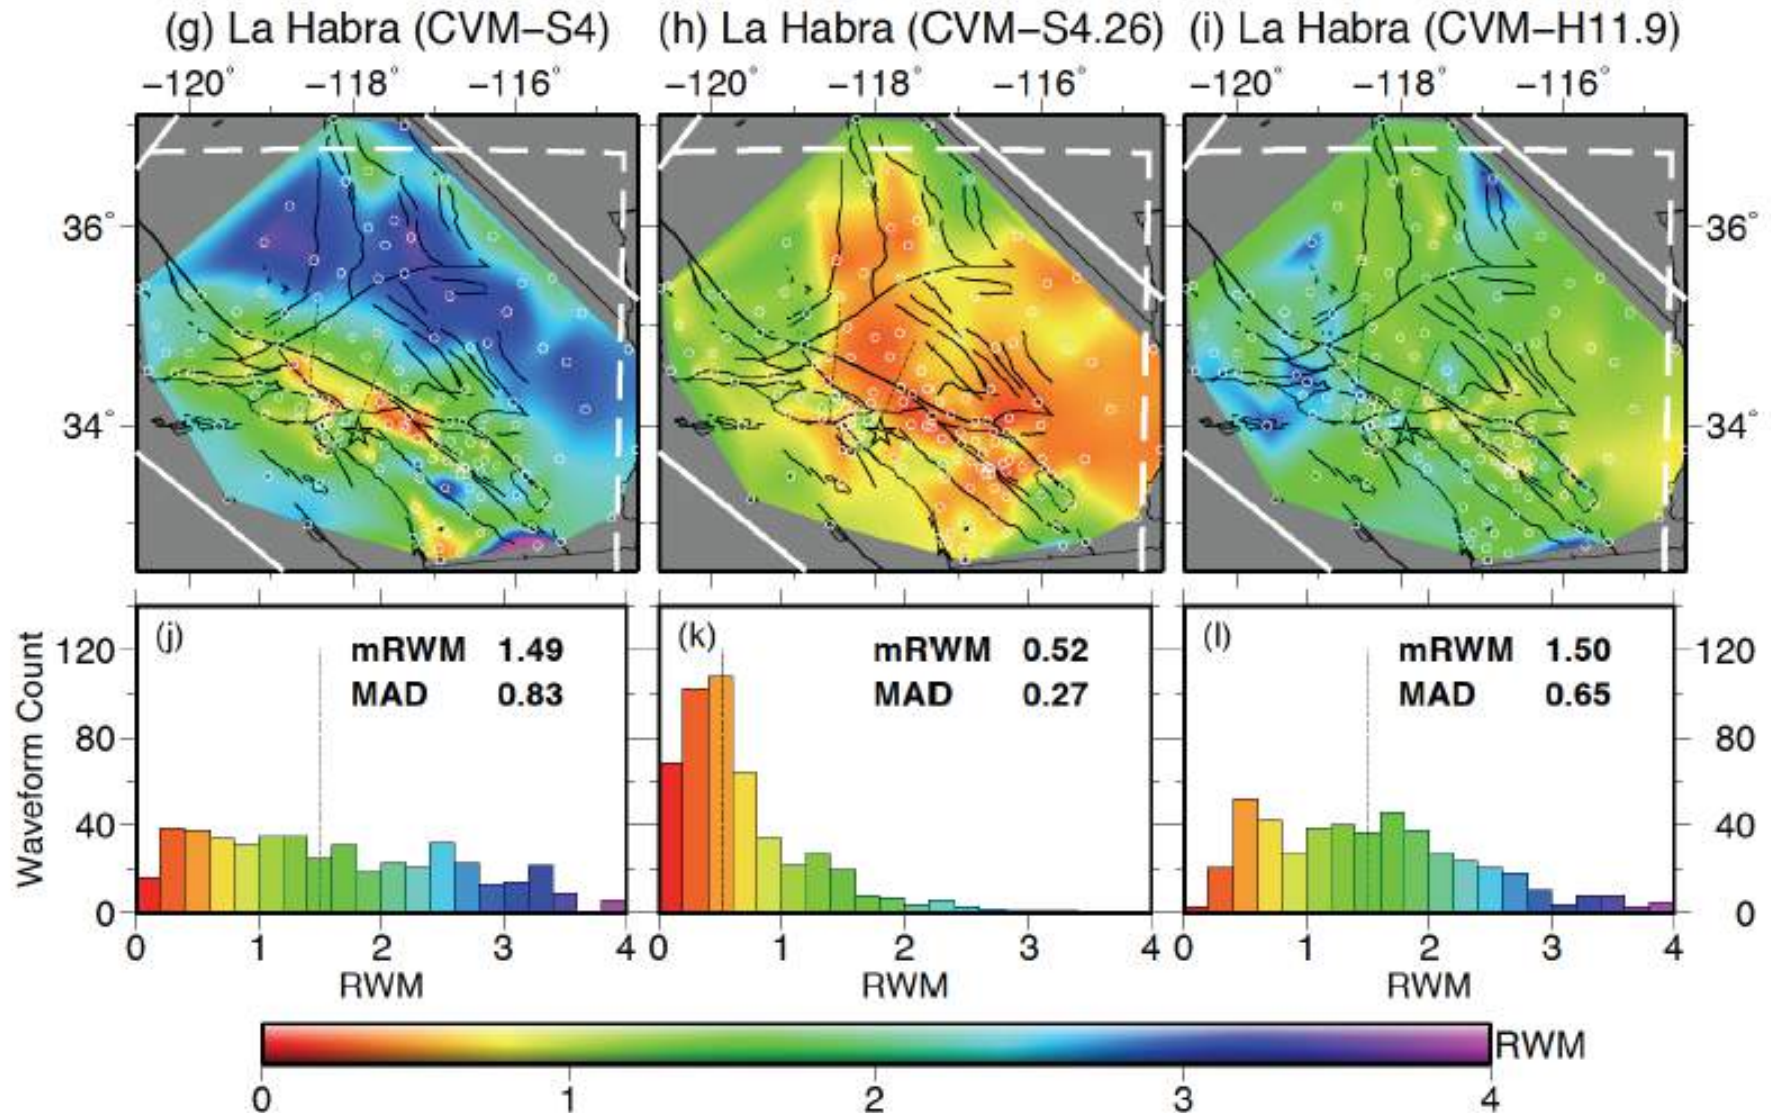 (g) La Habra (CVM−S4) (h) La Habra (CVM−S4.26) (i) La Habra (CVM−H11.9)
−120° −118° −116° −120° −118° −116° −120° −118° −116°
36° 36°
34° 34°
(j) mRWM 1.49 (k) mRWM 0.52 (l) mRWM 1.50
MAD 0.83 MAD 0.27 MAD 0.65
Waveform Count
120 120
80 80
40 40
0 0
0 1 2 3 4 0 1 2 3 4 0 1 2 3 4
RWM RWM RWM
RWM
0 1 2 3 4